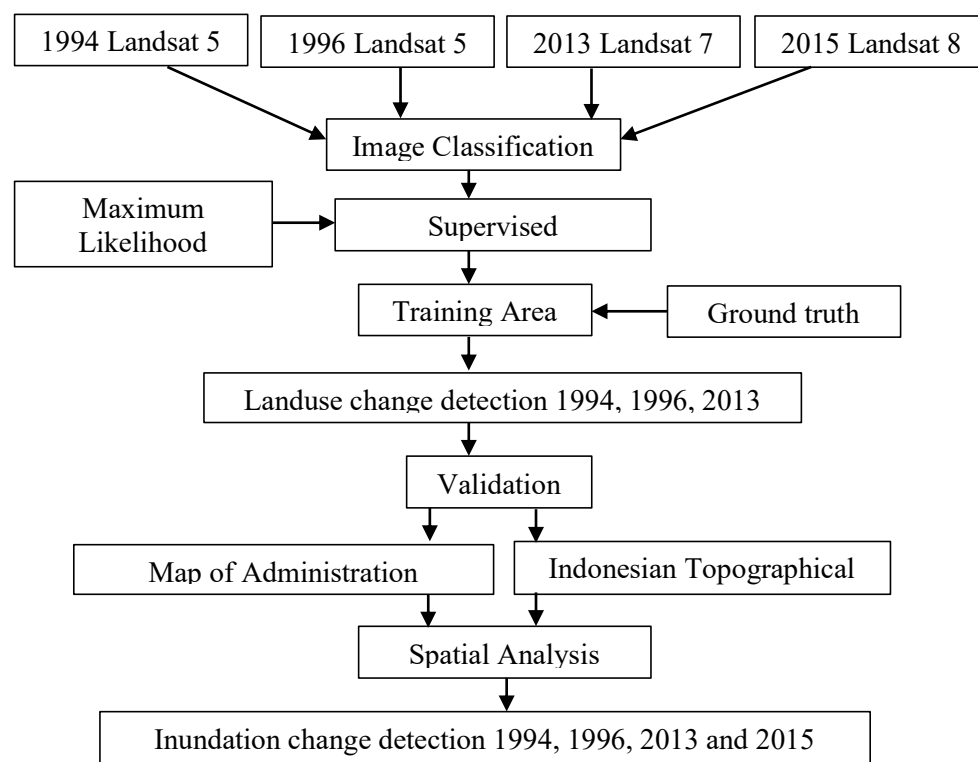 1994 Landsat 5
1996 Landsat 5
2013 Landsat 7
2015 Landsat 8
Image Classification
Maximum
Likelihood
Supervised
Training Area
Ground truth
Landuse change detection 1994, 1996, 2013
Validation
Map of Administration
Indonesian Topographical
Spatial Analysis
Inundation change detection 1994, 1996, 2013 and 2015